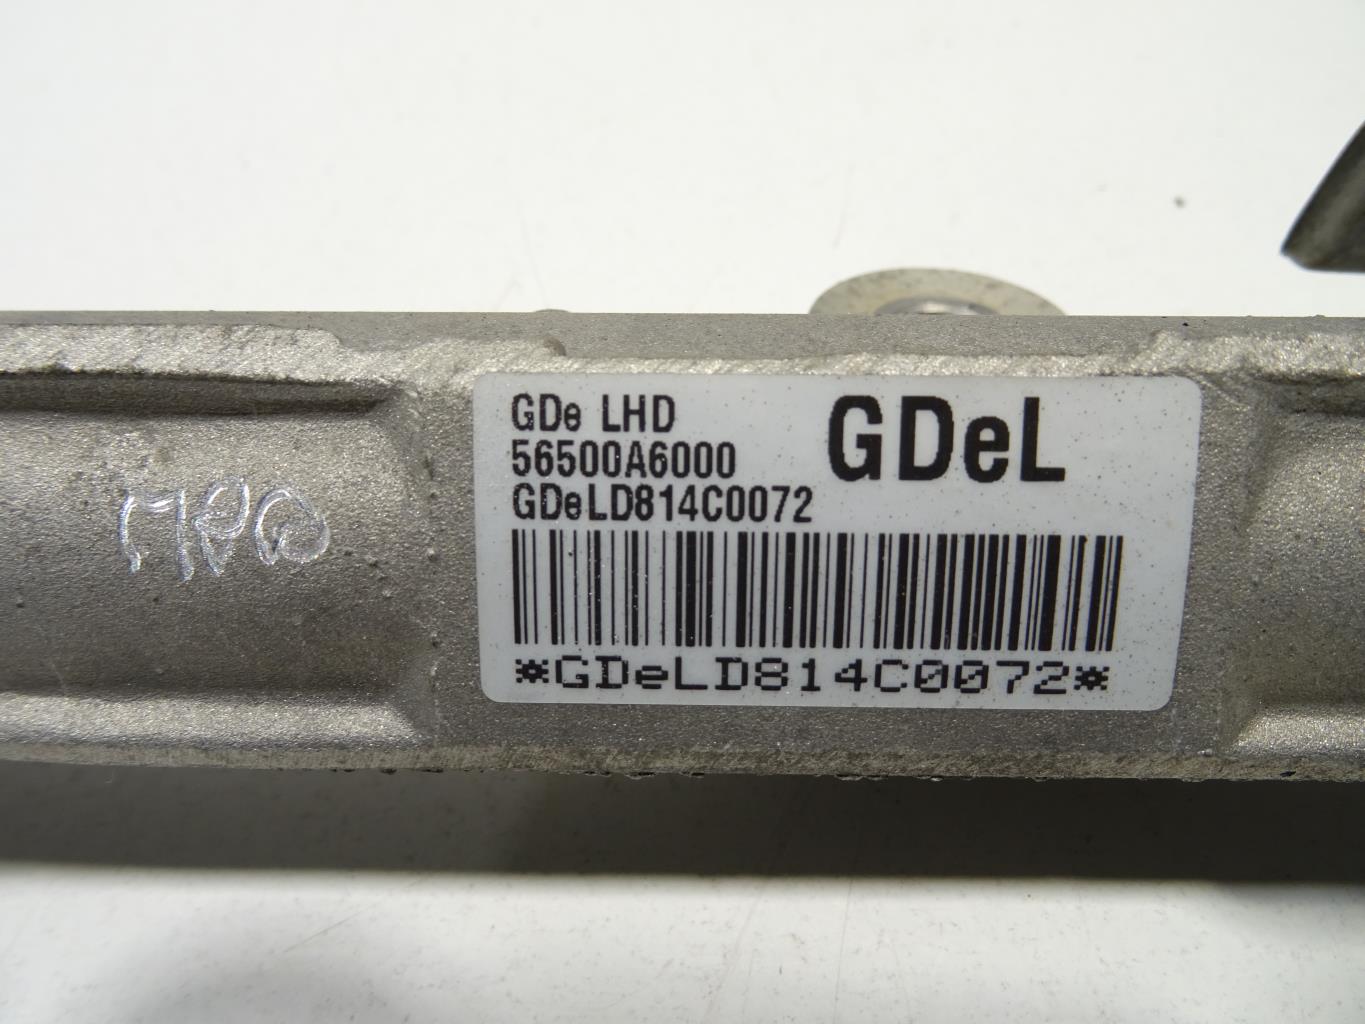 GDe LHD
GDeL
56500A6000
GDeLD814C0072
*GDeLD814C0072*